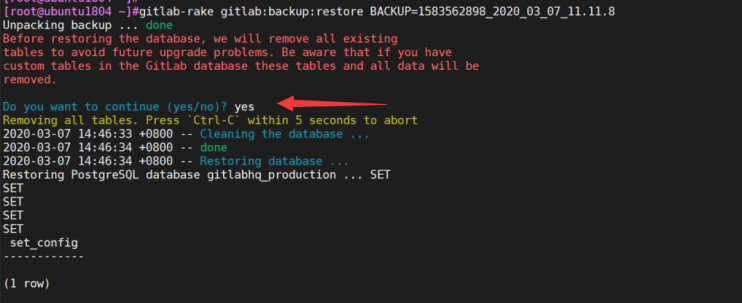 [root@ubuntu1804 ~]#
[root@ubuntu1804 ~]#gitlab-rake gitlab:backup:restore BACKUP=1583562898_2020_03_07_11.11.8
Unpacking backup ... done
Before restoring the database, we will remove all existing
tables to avoid future upgrade problems. Be aware that if you have
custom tables in the GitLab database these tables and all data will be
removed.
Do you want to continue (yes/no)? yes
Removing all tables. Press `Ctrl-C` within 5 seconds to abort
2020-03-07 14:46:33 +0800 -- Cleaning the database ...
2020-03-07 14:46:34 +0800 -- done
2020-03-07 14:46:34 +0800 -- Restoring database ...
Restoring PostgreSQL database gitlabhq_production ... SET
SET
SET
SET
SET
set_config
------------
(1 row)